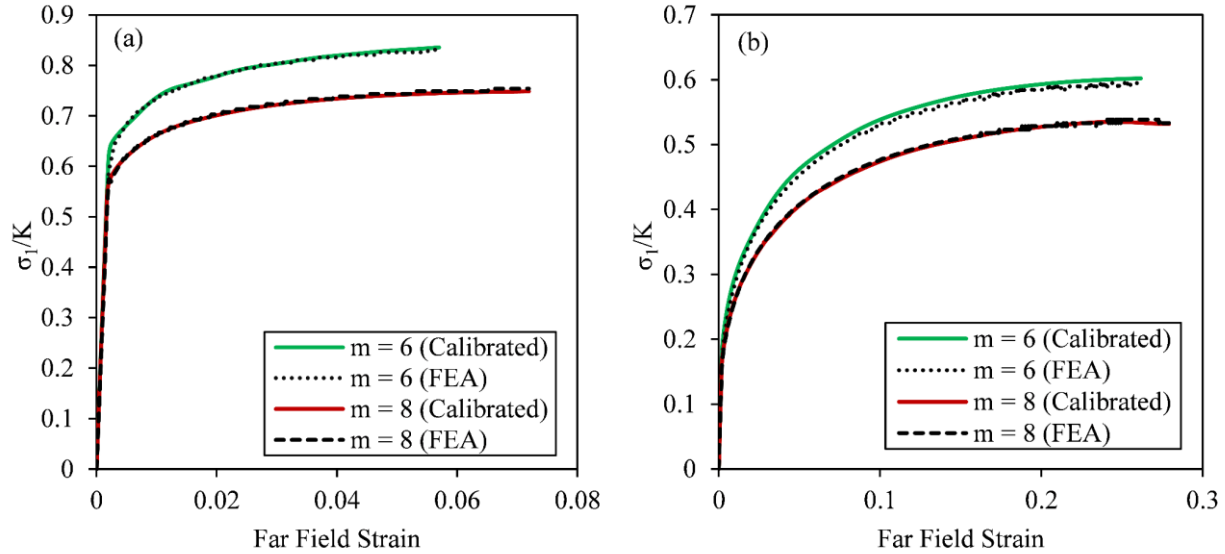 (a)
0.9
0.8
0.7
0.6
0.5
0.4
0.3
0.2
0.1
0
σ₁/K
0
0.02
0.04
0.06
0.08
Far Field Strain
m = 6 (Calibrated)
m = 6 (FEA)
m = 8 (Calibrated)
m = 8 (FEA)
(b)
0.7
0.6
0.5
0.4
0.3
0.2
0.1
0
σ₁/K
0
0.1
0.2
0.3
Far Field Strain
m = 6 (Calibrated)
m = 6 (FEA)
m = 8 (Calibrated)
m = 8 (FEA)